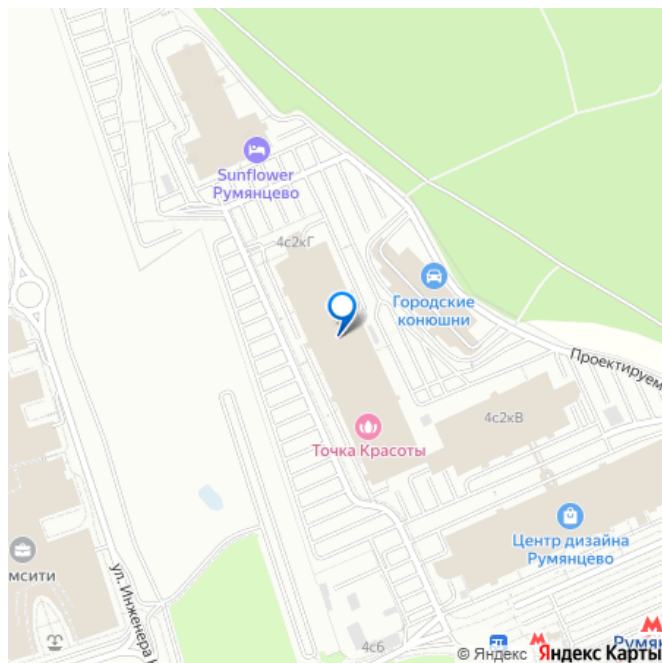 Sunflower
Румянцево
4с2кГ
Городские
конюшни
Проектируем
4с2кВ
Точка Красоты
Центр дизайна
Румянцево
мсити
ул. Инженера
4с6
Румян
© Яндекс Яндекс Карты